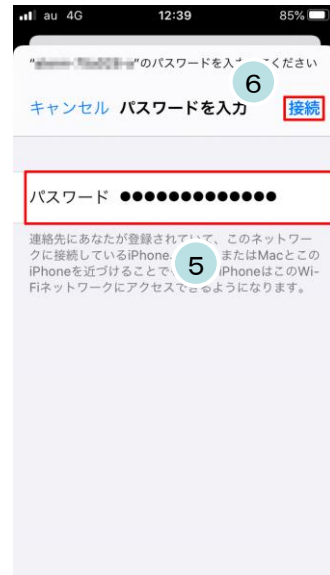 au 4G 12:39 85%
"のパスワードを入 ください
6
キャンセル パスワードを入力 接続
パスワード ●●●●●●●●●●●●●
連絡先にあなたが登録されていて、このネットワー
クに接続しているiPhone、 またはMacとこの
iPhoneを近づけることで iPhoneはこのWi-
5
Fiネットワークにアクセスできるようになります。